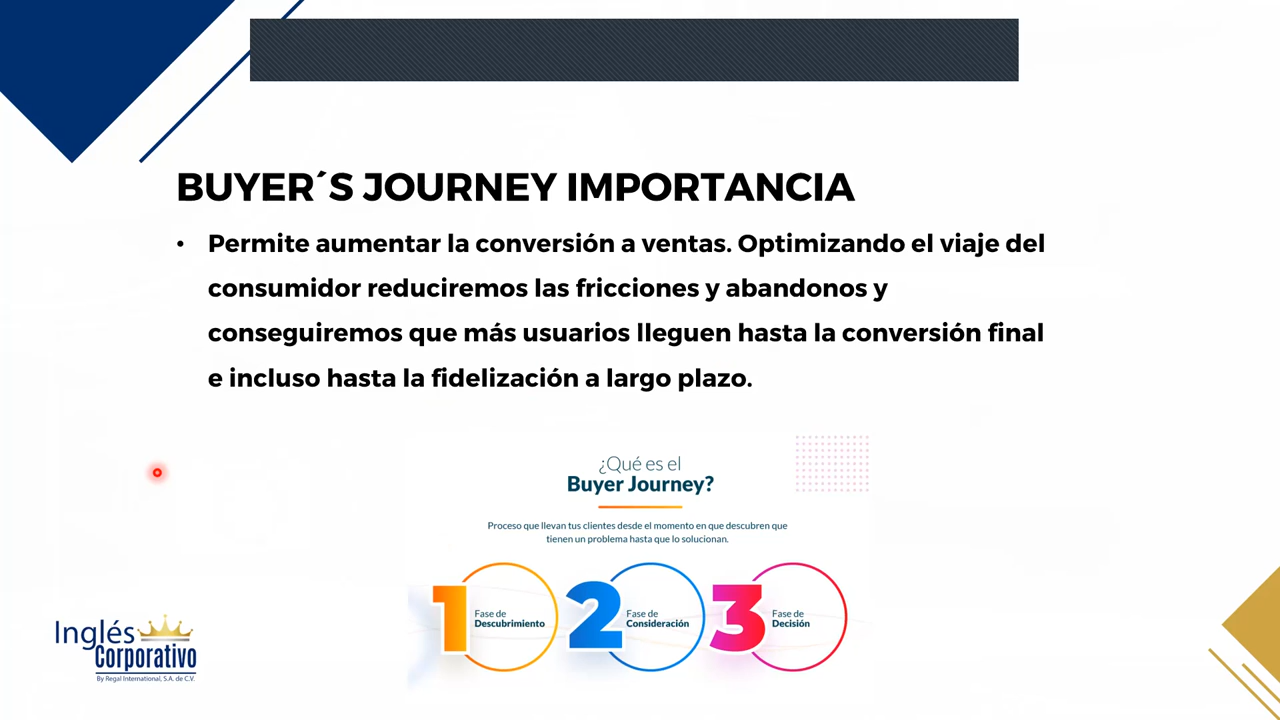 BUYER´S JOURNEY IMPORTANCIA
• Permite aumentar la conversión a ventas. Optimizando el viaje del
consumidor reduciremos las fricciones y abandonos y
conseguiremos que más usuarios lleguen hasta la conversión final
e incluso hasta la fidelización a largo plazo.
¿Qué es el
Buyer Journey?
Proceso que llevan tus clientes desde el momento en que descubren que
tienen un problema hasta que lo solucionan.
1 Fase de
Descubrimiento
2 Fase de
Consideración
3 Fase de
Decisión
Inglés
Corporativo
By Regal International, S.A. de C.V.